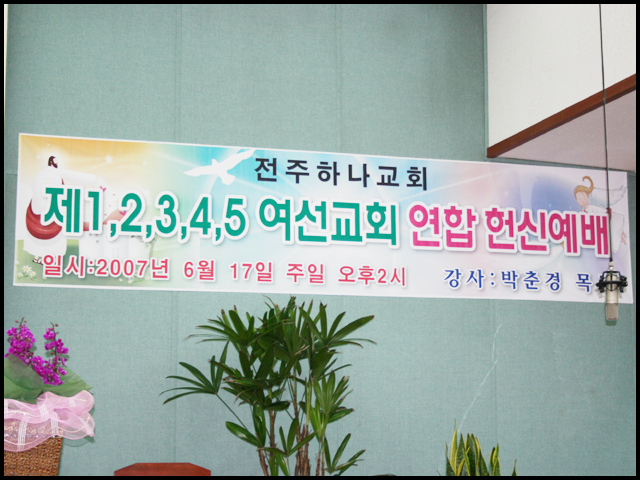 전주하나교회
제1,2,3,4,5 여선교회 연합 헌신예배
일시:2007년 6월 17일 주일 오후2시 강사:박춘경 목